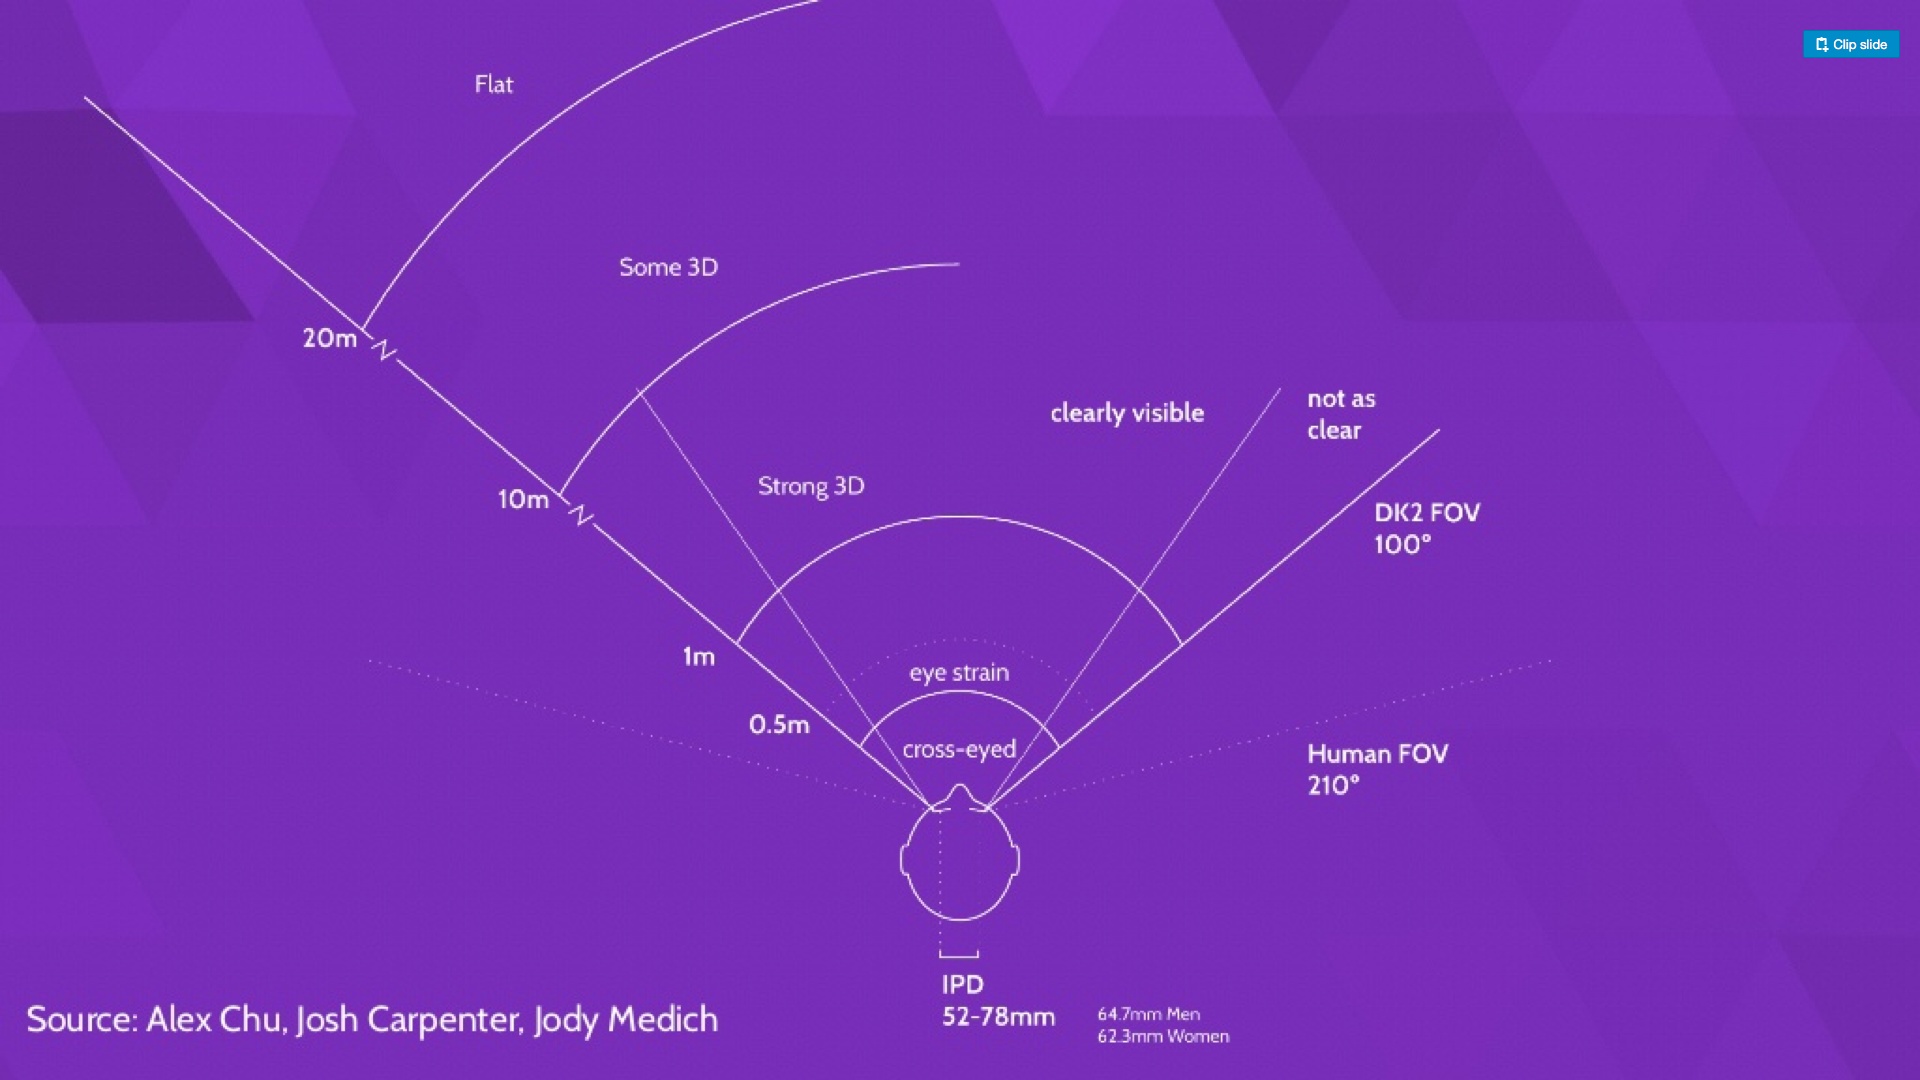 Clip slide
Flat
Some 3D
20m
clearly visible
not as
clear
Strong 3D
10m
DK2 FOV
100°
1m
eye strain
0.5m
cross-eyed
Human FOV
210°
IPD
52-78mm
64.7mm Men
62.3mm Women
Source: Alex Chu, Josh Carpenter, Jody Medich